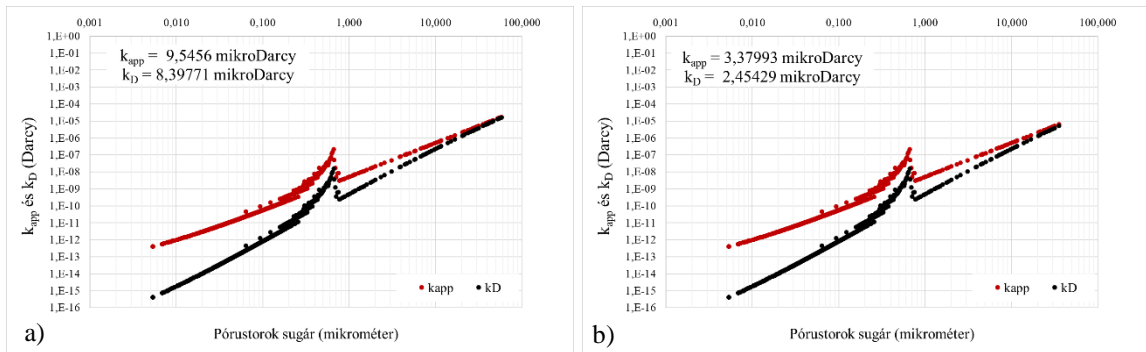 0,001 0,010 0,100 1,000 10,000 100,000
1,E+00
1,E-01
1,E-02
1,E-03
1,E-04
1,E-05
1,E-06
1,E-07
1,E-08
1,E-09
1,E-10
1,E-11
1,E-12
1,E-13
1,E-14
1,E-15
1,E-16
kapp és kD (Darcy)
kapp = 9,5456 mikroDarcy
kD = 8,39771 mikroDarcy
kapp kD
Pórustorok sugár (mikrométer)
a)
0,001 0,010 0,100 1,000 10,000 100,000
1,E+00
1,E-01
1,E-02
1,E-03
1,E-04
1,E-05
1,E-06
1,E-07
1,E-08
1,E-09
1,E-10
1,E-11
1,E-12
1,E-13
1,E-14
1,E-15
1,E-16
kapp és kD (Darcy)
kapp = 3,37993 mikroDarcy
kD = 2,45429 mikroDarcy
kapp kD
Pórustorok sugár (mikrométer)
b)